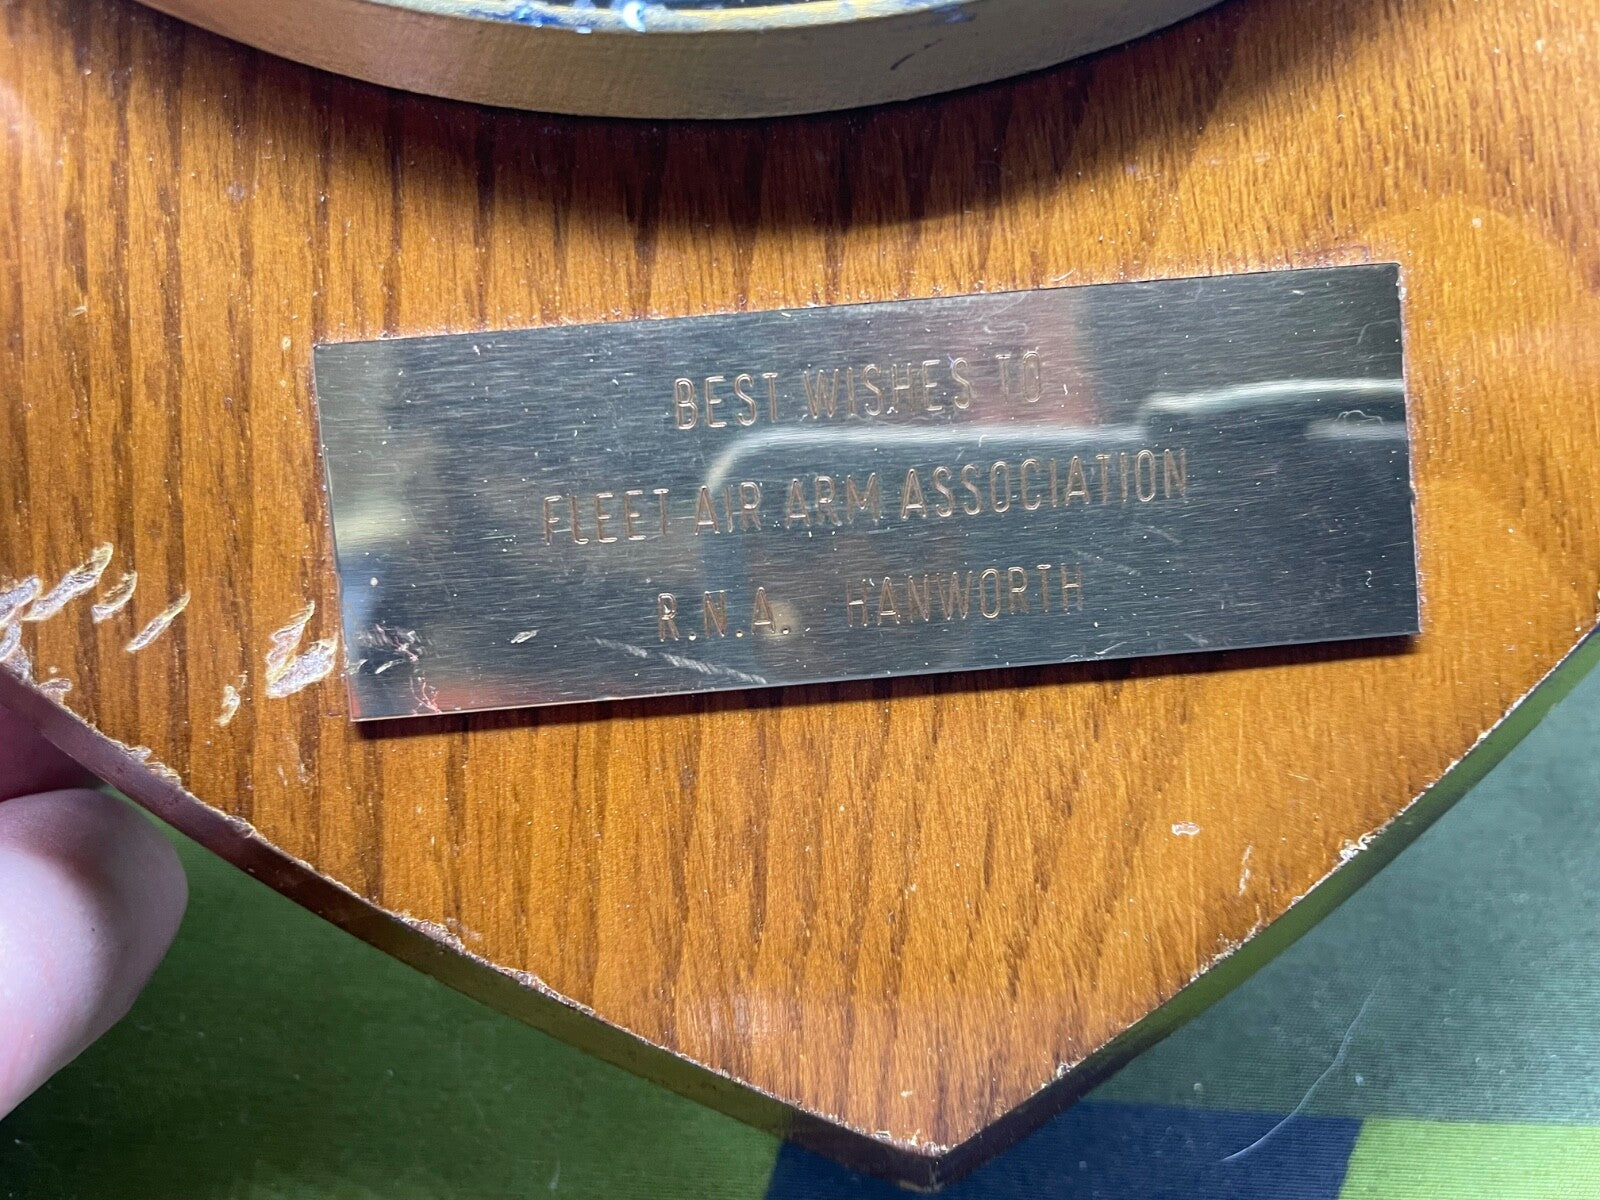 BEST WISHES TO
FLEET AIR ARM ASSOCIATION
R.N.A. HANWORTH